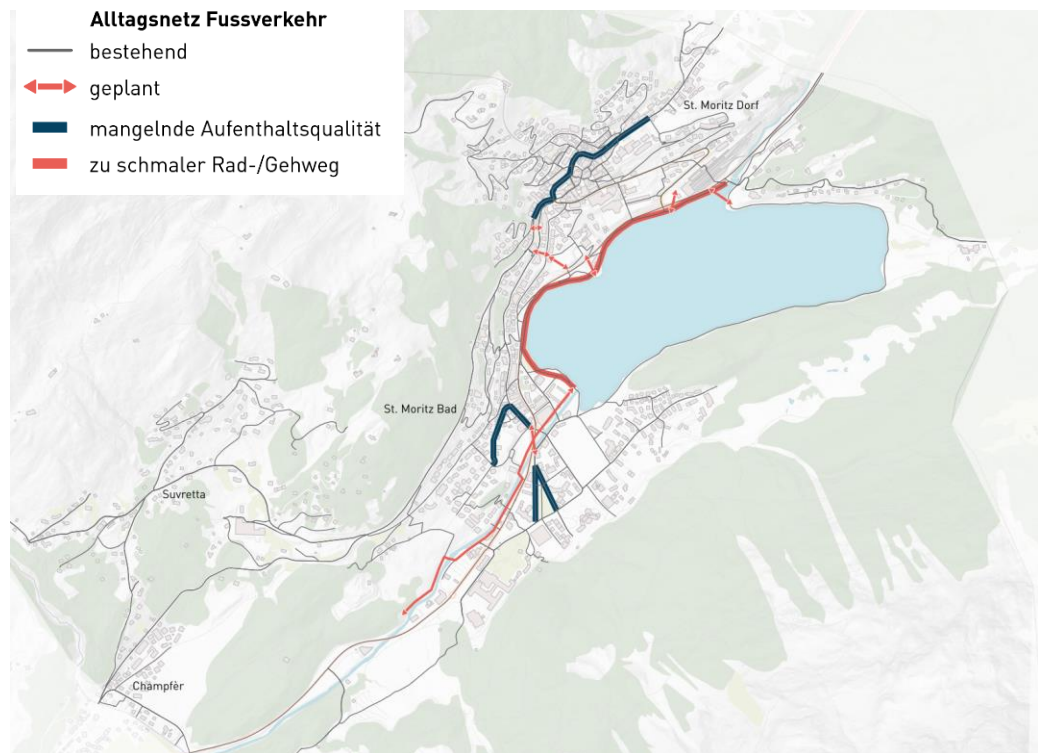 Alltagsnetz Fussverkehr
bestehend
geplant
mangelnde Aufenthaltsqualität
zu schmaler Rad-/Gehweg
St. Moritz Dorf
St. Moritz Bad
Suvretta
Champfèr